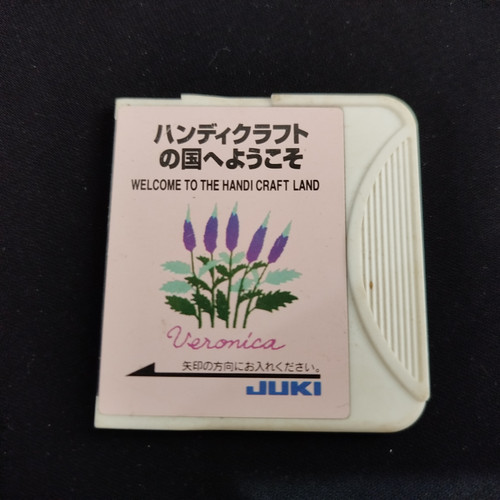 ハンディクラフト
の国へようこそ
WELCOME TO THE HANDI CRAFT LAND
Veronica
矢印の方向にお入れください。
JUKI